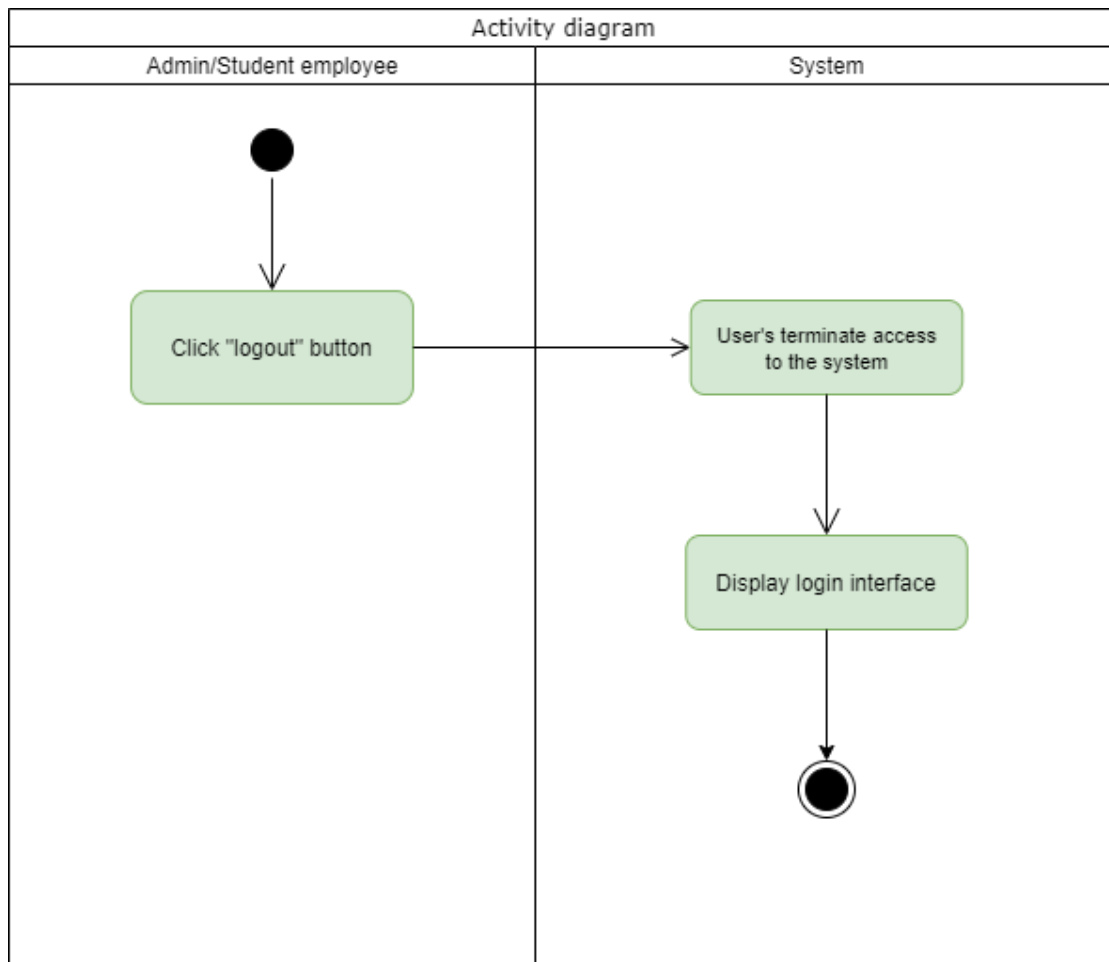 Activity diagram
Admin/Student employee
System
Click "logout" button
User's terminate access
to the system
Display login interface